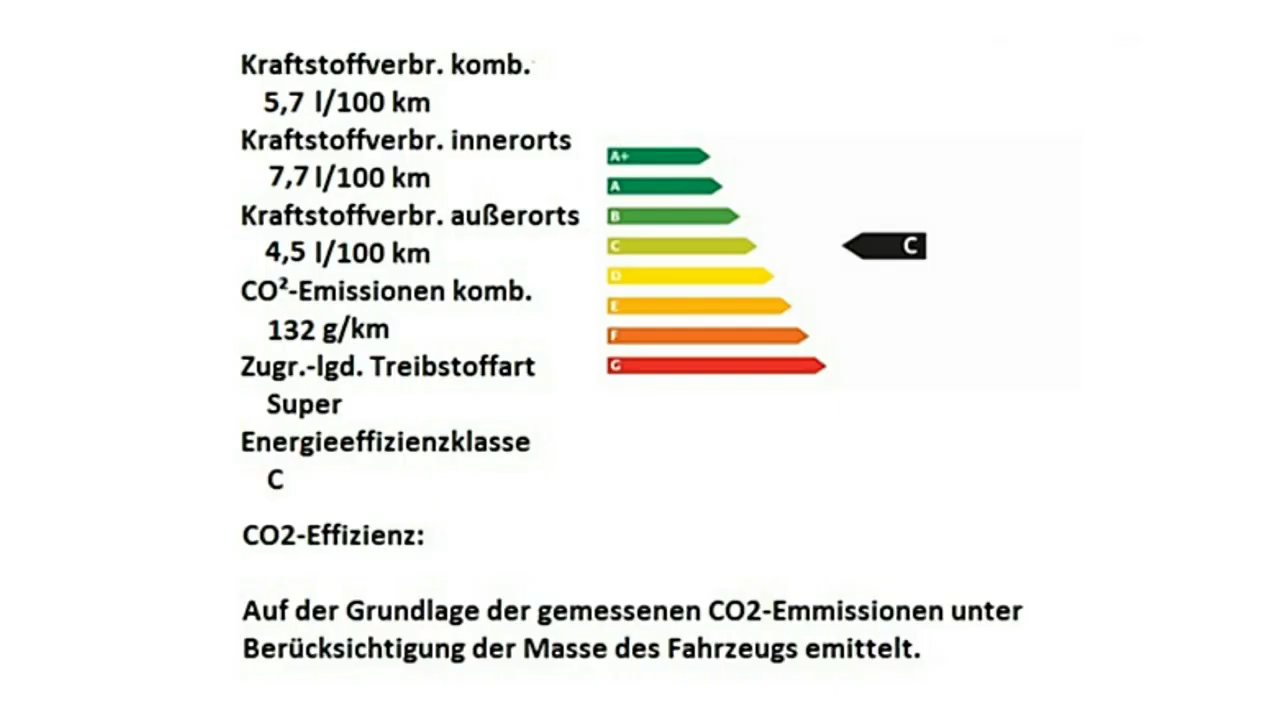 Kraftstoffverbr. komb.
5,7 l/100 km
Kraftstoffverbr. innerorts
7,7 l/100 km
Kraftstoffverbr. außerorts
4,5 l/100 km
CO²-Emissionen komb.
132 g/km
Zugr.-lgd. Treibstoffart
Super
Energieeffizienzklasse
C
A+
A
B
C
D
E
F
G
C
CO2-Effizienz:
Auf der Grundlage der gemessenen CO2-Emmissionen unter
Berücksichtigung der Masse des Fahrzeugs emittelt.